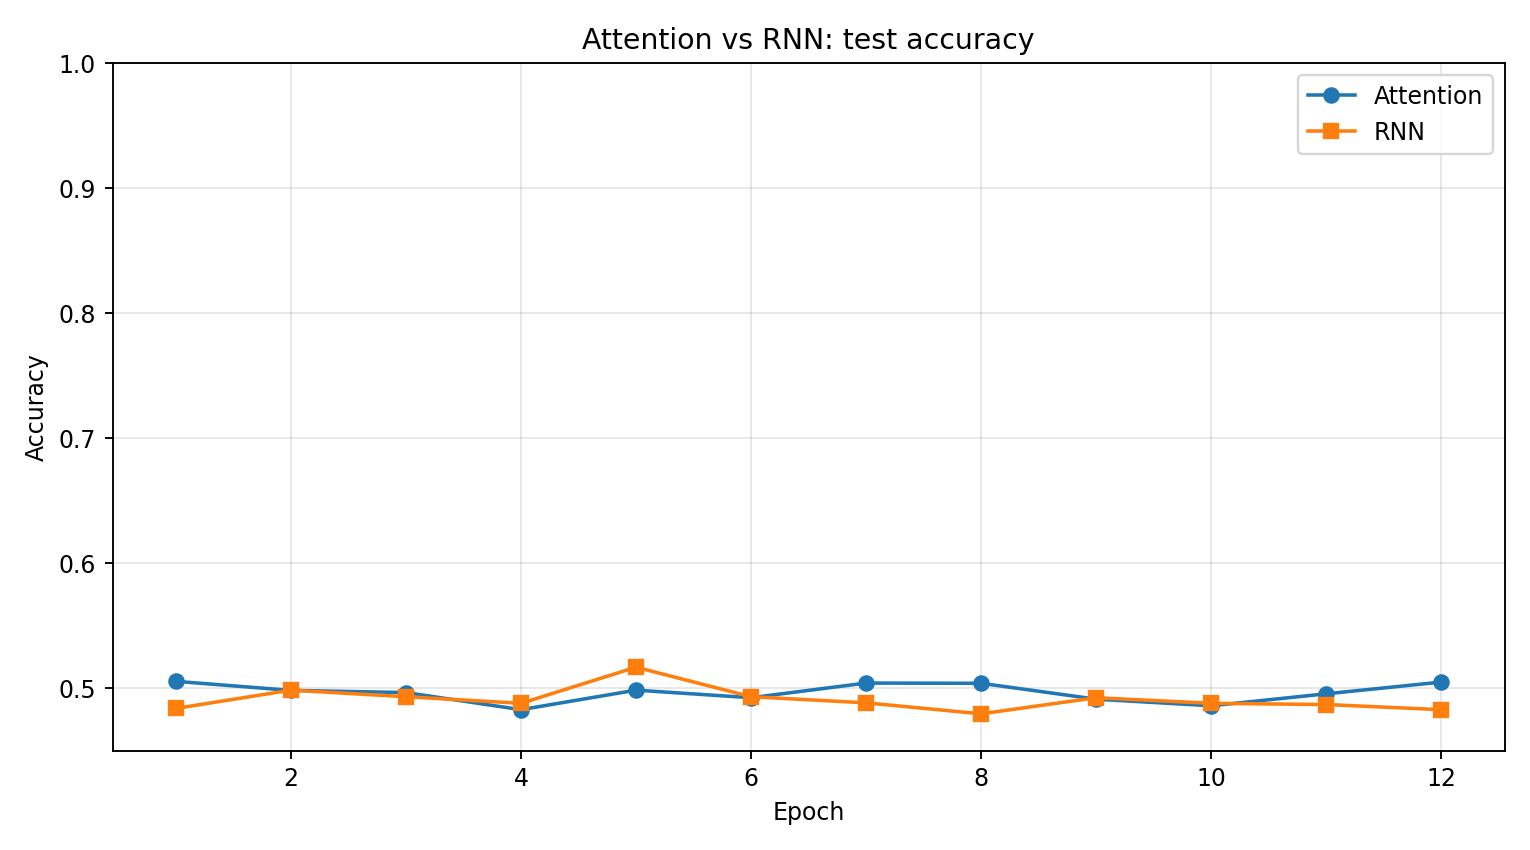 Attention vs RNN: test accuracy
Attention
RNN
Accuracy
1.0
0.9
0.8
0.7
0.6
0.5
2 4 6 8 10 12
Epoch